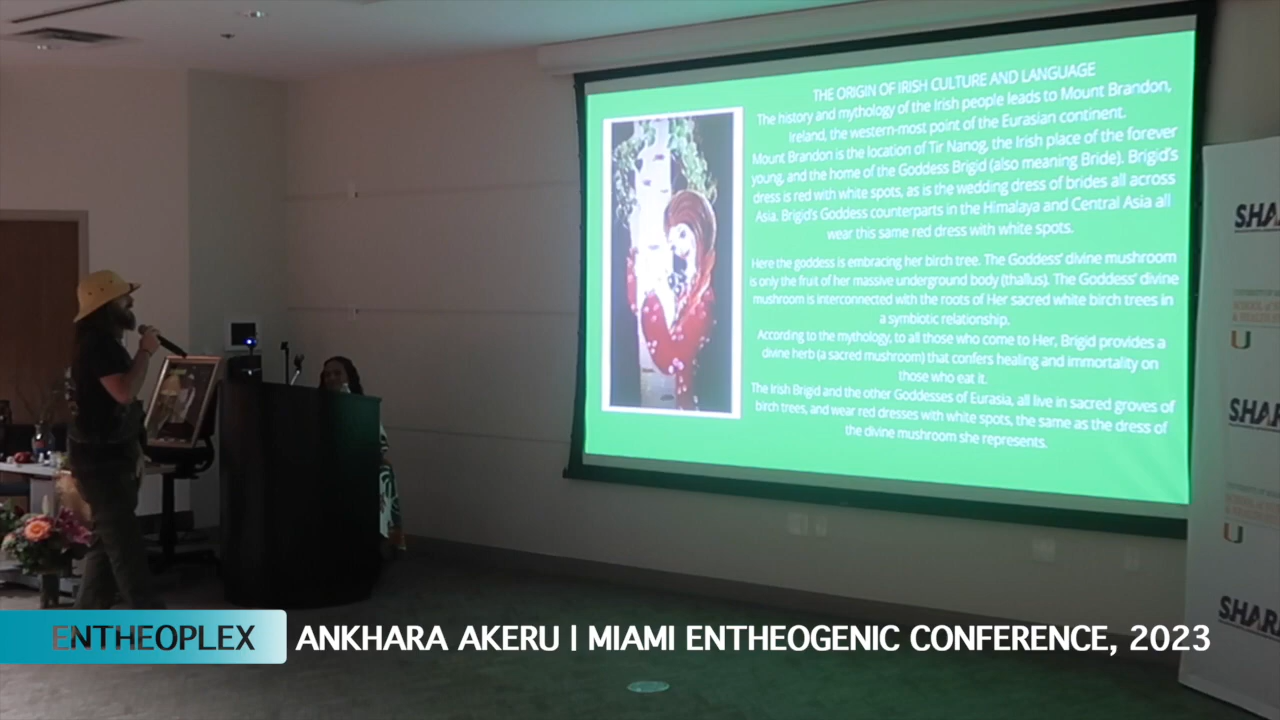 THE ORIGIN OF IRISH CULTURE AND LANGUAGE
The history and mythology of the Irish people leads to Mount Brandon,
Ireland, the western-most point of the Eurasian continent.
Mount Brandon is the location of Tir Nanog, the Irish place of the forever
young, and the home of the Goddess Brigid (also meaning Bride). Brigid's
dress is red with white spots, as is the wedding dress of brides all across
Asia. Brigid's Goddess counterparts in the Himalaya and Central Asia all
wear this same red dress with white spots.
Here the goddess is embracing her birch tree. The Goddess' divine mushroom
is only the fruit of her massive underground body (thallus). The Goddess' divine
mushroom is interconnected with the roots of Her sacred white birch trees in
a symbiotic relationship.
According to the mythology, to all those who come to Her, Brigid provides a
divine herb (a sacred mushroom) that confers healing and immortality on
those who eat it.
The Irish Brigid and the other Goddesses of Eurasia, all live in sacred groves of
birch trees, and wear red dresses with white spots, the same as the dress of
the divine mushroom she represents.
SHA
U
SHA
U
SHAR
ENTHEOPLEX
ANKHARA AKERU | MIAMI ENTHEOGENIC CONFERENCE, 2023